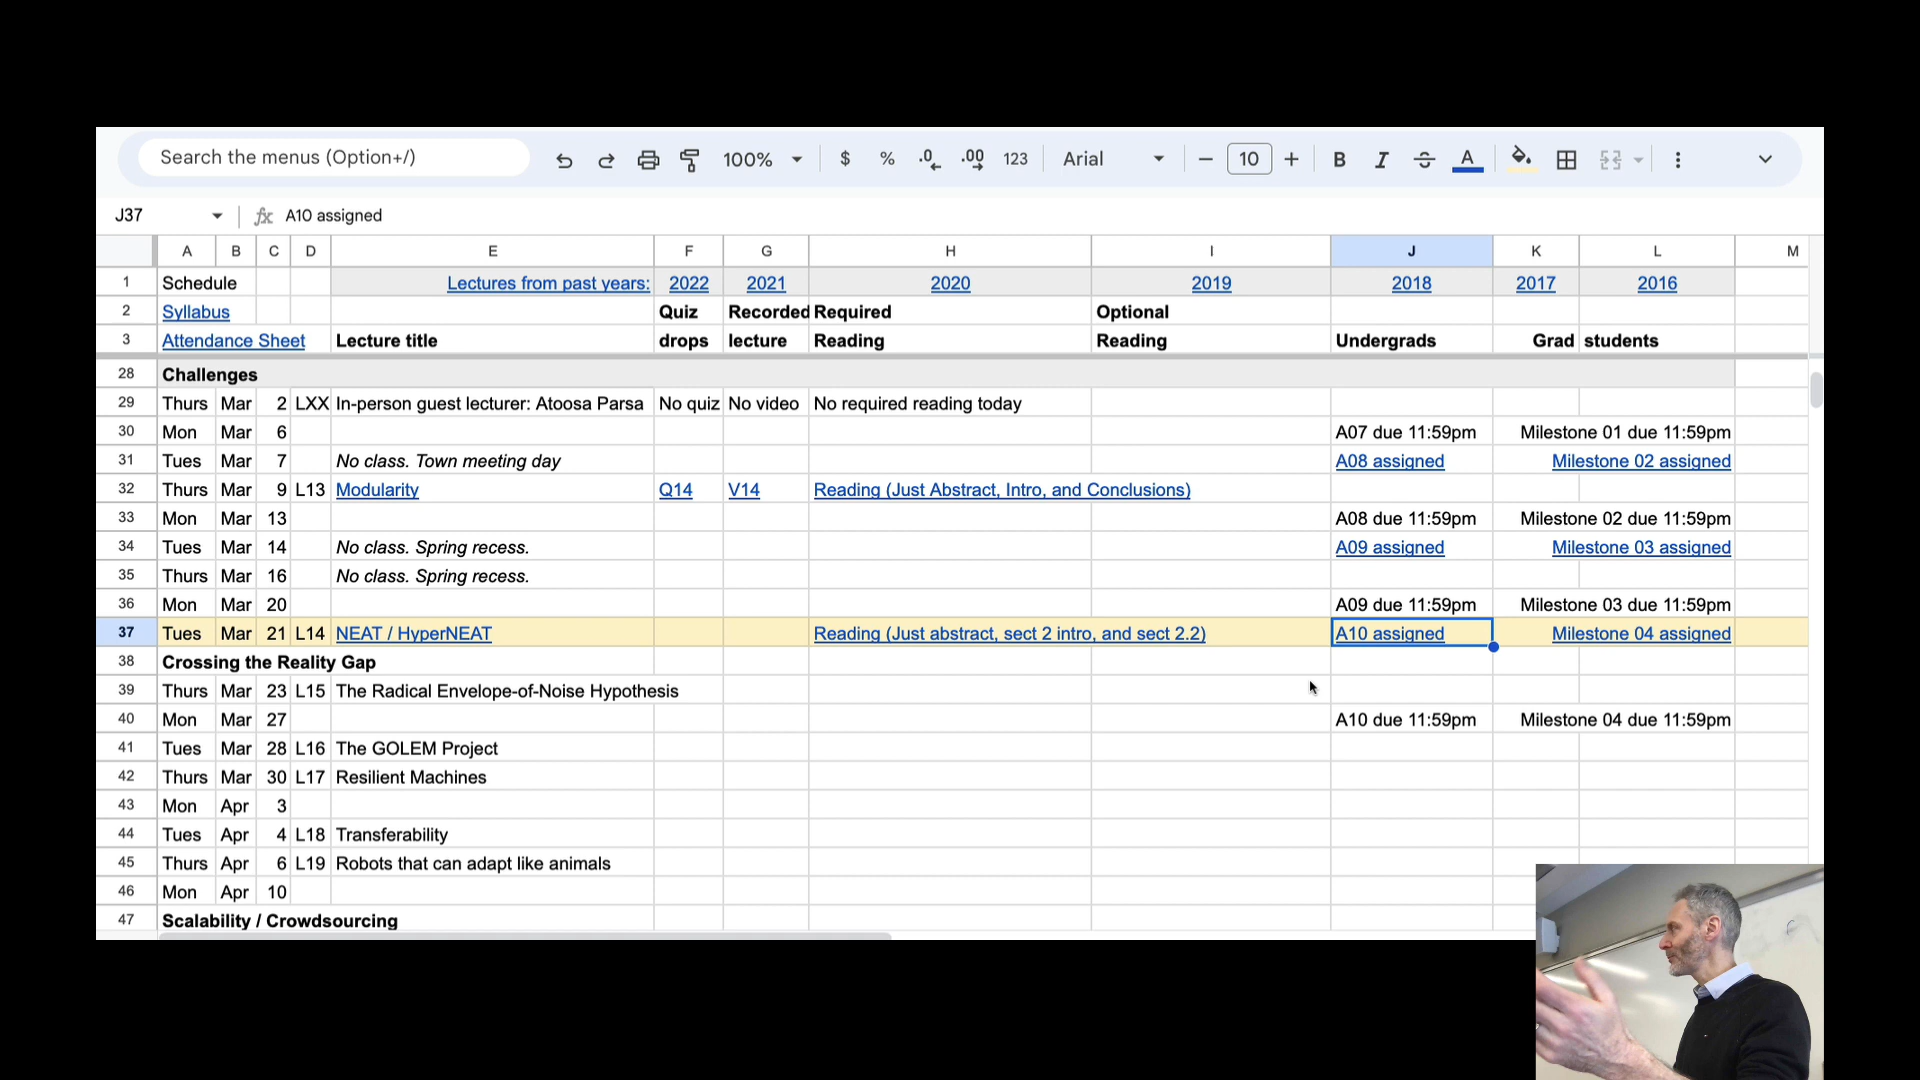 Search the menus (Option+/) 100% $ % .0 .00 123 Arial 10 B I S A
J37 fx A10 assigned
A B C D E F G H I J K L M
1 Schedule Lectures from past years: 2022 2021 2020 2019 2018 2017 2016
2 Syllabus Quiz Recorded Required Optional
3 Attendance Sheet Lecture title drops lecture Reading Reading Undergrads Grad students
28 Challenges
29 Thurs Mar 2 LXX In-person guest lecturer: Atoosa Parsa No quiz No video No required reading today
30 Mon Mar 6 A07 due 11:59pm Milestone 01 due 11:59pm
31 Tues Mar 7 No class. Town meeting day A08 assigned Milestone 02 assigned
32 Thurs Mar 9 L13 Modularity Q14 V14 Reading (Just Abstract, Intro, and Conclusions)
33 Mon Mar 13 A08 due 11:59pm Milestone 02 due 11:59pm
34 Tues Mar 14 No class. Spring recess. A09 assigned Milestone 03 assigned
35 Thurs Mar 16 No class. Spring recess.
36 Mon Mar 20 A09 due 11:59pm Milestone 03 due 11:59pm
37 Tues Mar 21 L14 NEAT / HyperNEAT Reading (Just abstract, sect 2 intro, and sect 2.2) A10 assigned Milestone 04 assigned
38 Crossing the Reality Gap
39 Thurs Mar 23 L15 The Radical Envelope-of-Noise Hypothesis
40 Mon Mar 27 A10 due 11:59pm Milestone 04 due 11:59pm
41 Tues Mar 28 L16 The GOLEM Project
42 Thurs Mar 30 L17 Resilient Machines
43 Mon Apr 3
44 Tues Apr 4 L18 Transferability
45 Thurs Apr 6 L19 Robots that can adapt like animals
46 Mon Apr 10
47 Scalability / Crowdsourcing